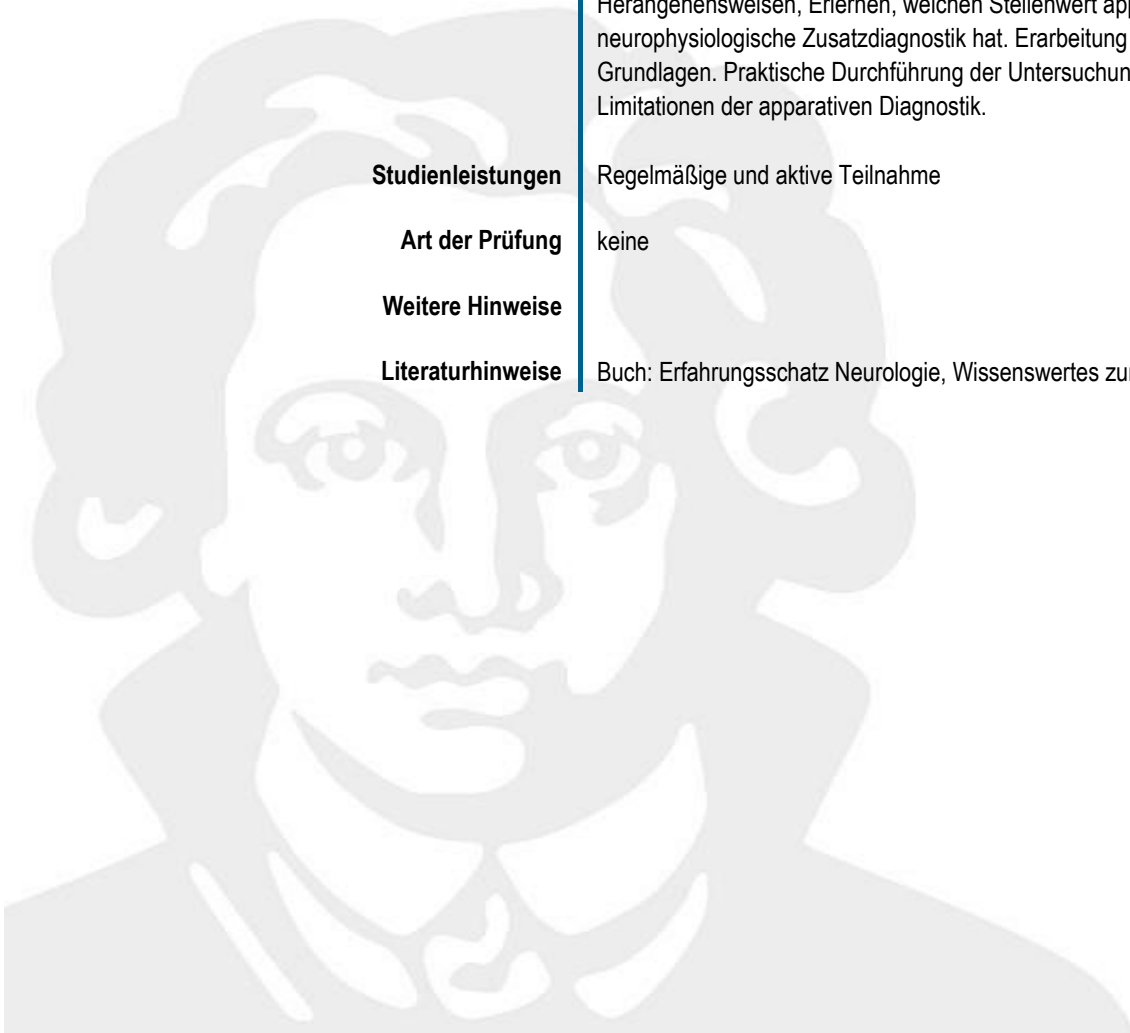 Herangehensweisen, Erlernen, welchen Stellenwert
neurophysiologische Zusatzdiagnostik hat. Erarbeitung
Grundlagen. Praktische Durchführung der
Limitationen der apparativen Diagnostik.
Studienleistungen Regelmäßige und aktive Teilnahme
Art der Prüfung keine
Weitere Hinweise
Literaturhinweise Buch: Erfahrungsschatz Neurologie, Wissenswertes